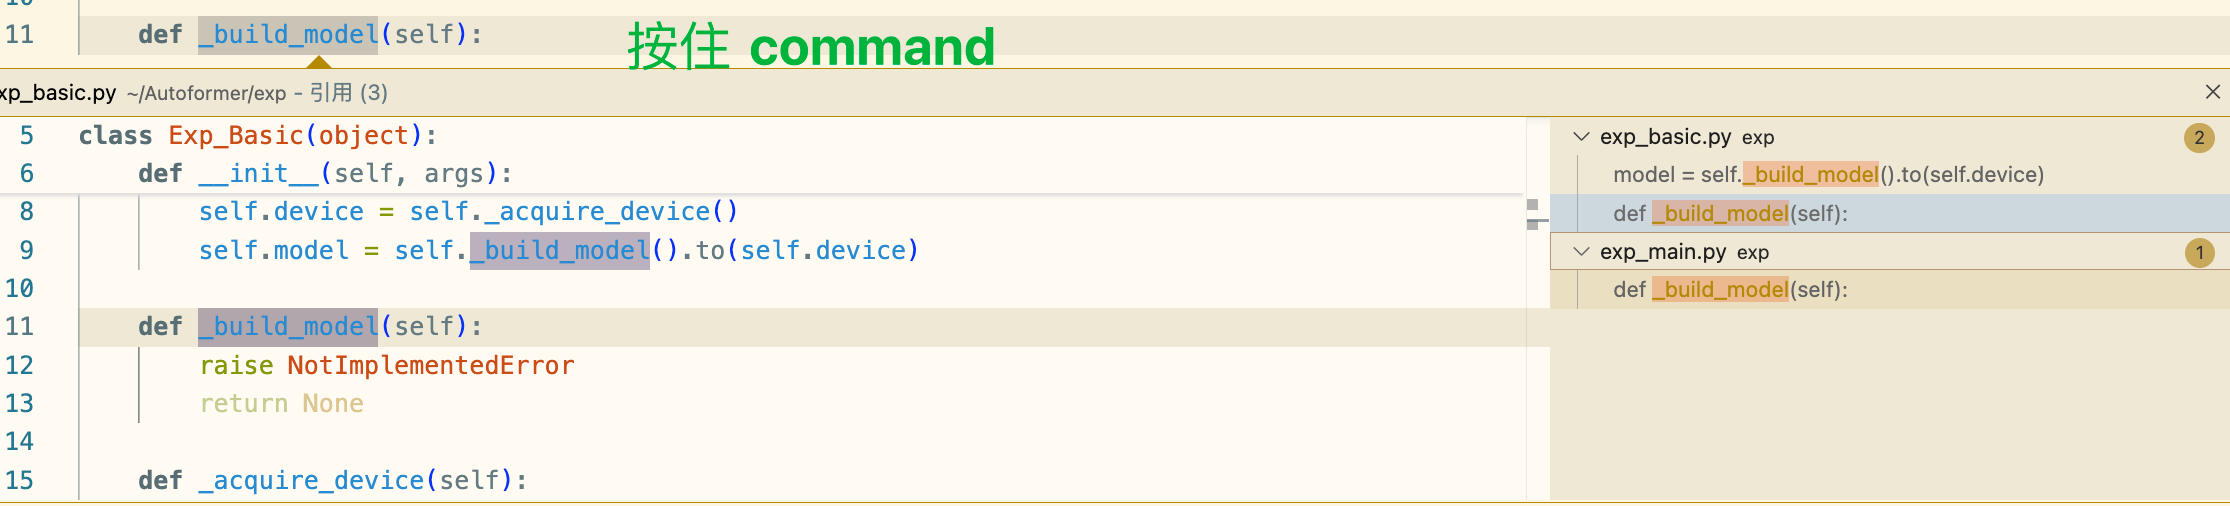 10
11 def _build_model(self):
按住 command
xp_basic.py ~/Autoformer/exp - 引用 (3)
5 class Exp_Basic(object):
6 def __init__(self, args):
8 self.device = self._acquire_device()
9 self.model = self._build_model().to(self.device)
10
11 def _build_model(self):
12 raise NotImplementedError
13 return None
14
15 def _acquire_device(self):
exp_basic.py exp 2
model = self._build_model().to(self.device)
def _build_model(self):
exp_main.py exp 1
def _build_model(self):